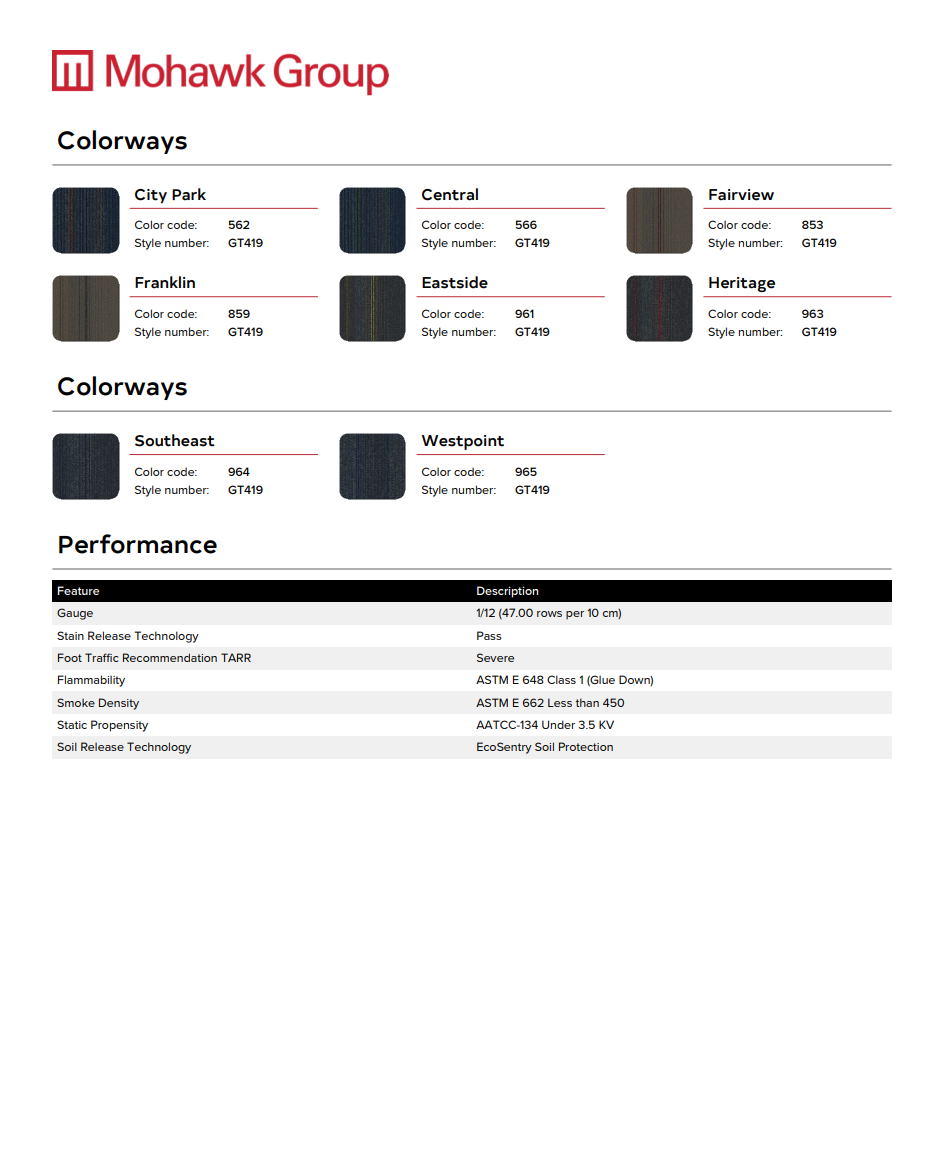 Mohawk Group
Colorways
City Park
Color code: 562
Style number: GT419
Central
Color code: 566
Style number: GT419
Fairview
Color code: 853
Style number: GT419
Franklin
Color code: 859
Style number: GT419
Eastside
Color code: 961
Style number: GT419
Heritage
Color code: 963
Style number: GT419
Colorways
Southeast
Color code: 964
Style number: GT419
Westpoint
Color code: 965
Style number: GT419
Performance
Feature Description
Gauge 1/12 (47.00 rows per 10 cm)
Stain Release Technology Pass
Foot Traffic Recommendation TARR Severe
Flammability ASTM E 648 Class 1 (Glue Down)
Smoke Density ASTM E 662 Less than 450
Static Propensity AATCC-134 Under 3.5 KV
Soil Release Technology EcoSentry Soil Protection